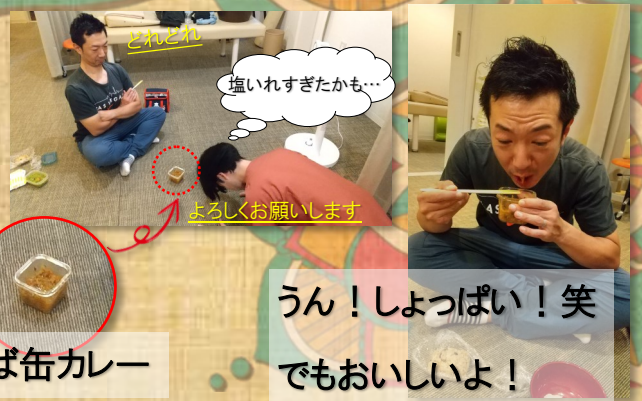 どれどれ
塩いれすぎたかも…
よろしくお願いします
ば缶カレー
うん！しょっぱい！笑
でもおいしいよ！